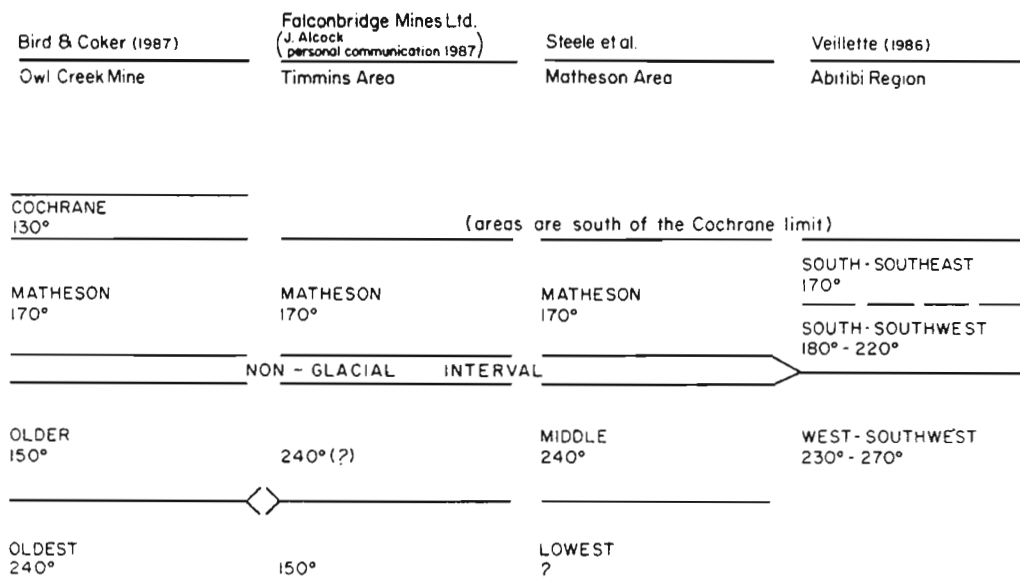 Bird & Coker (1987)
Owl Creek Mine
Falconbridge Mines Ltd.
(J. Alcock
personal communication 1987)
Timmins Area
Steele et al.
Matheson Area
Veillette (1986)
Abitibi Region
COCHRANE
130°
(areas are south of the Cochrane limit)
MATHESON
170°
MATHESON
170°
MATHESON
170°
SOUTH-SOUTHEAST
170°
SOUTH-SOUTHWEST
180°-220°
NON-GLACIAL INTERVAL
OLDER
150°
240°(?)
MIDDLE
240°
WEST-SOUTHWEST
230°-270°
OLDEST
240°
150°
LOWEST
?